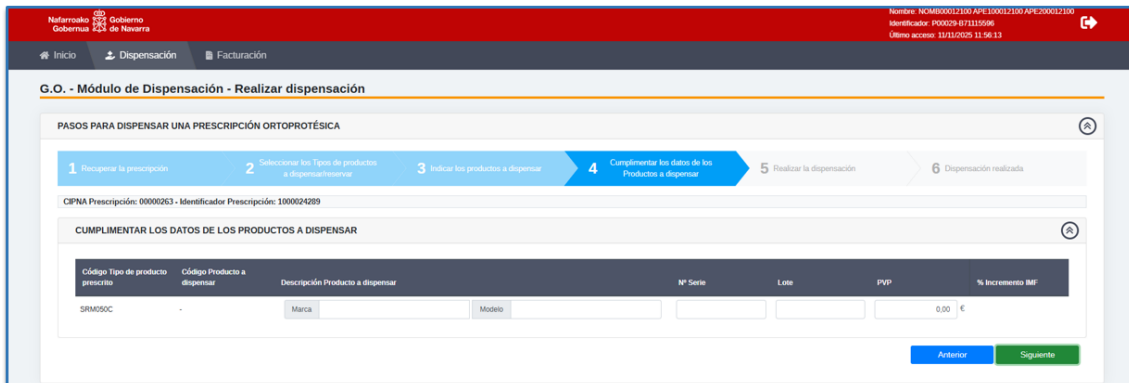 Nafarroako Gobernua
Gobierno de Navarra
Nombre: NOMB00012100 APE100012100 APE200012100
Identificador: P00029-B71115596
Último acceso: 11/11/2025 11:56:13
Inicio Dispensación Facturación
G.O. - Módulo de Dispensación - Realizar dispensación
PASOS PARA DISPENSAR UNA PRESCRIPCIÓN ORTOPROTÉSICA
1 Recuperar la prescripción
2 Seleccionar los Tipos de productos a dispensar/reservar
3 Indicar los productos a dispensar
4 Cumplimentar los datos de los Productos a dispensar
5 Realizar la dispensación
6 Dispensación realizada
CIPNA Prescripción: 00000263 - Identificador Prescripción: 1000024289
CUMPLIMENTAR LOS DATOS DE LOS PRODUCTOS A DISPENSAR
Código Tipo de producto prescrito Código Producto a dispensar Descripción Producto a dispensar Nº Serie Lote PVP % Incremento IMF
SRM050C - Marca Modelo 0,00 €
Anterior Siguiente